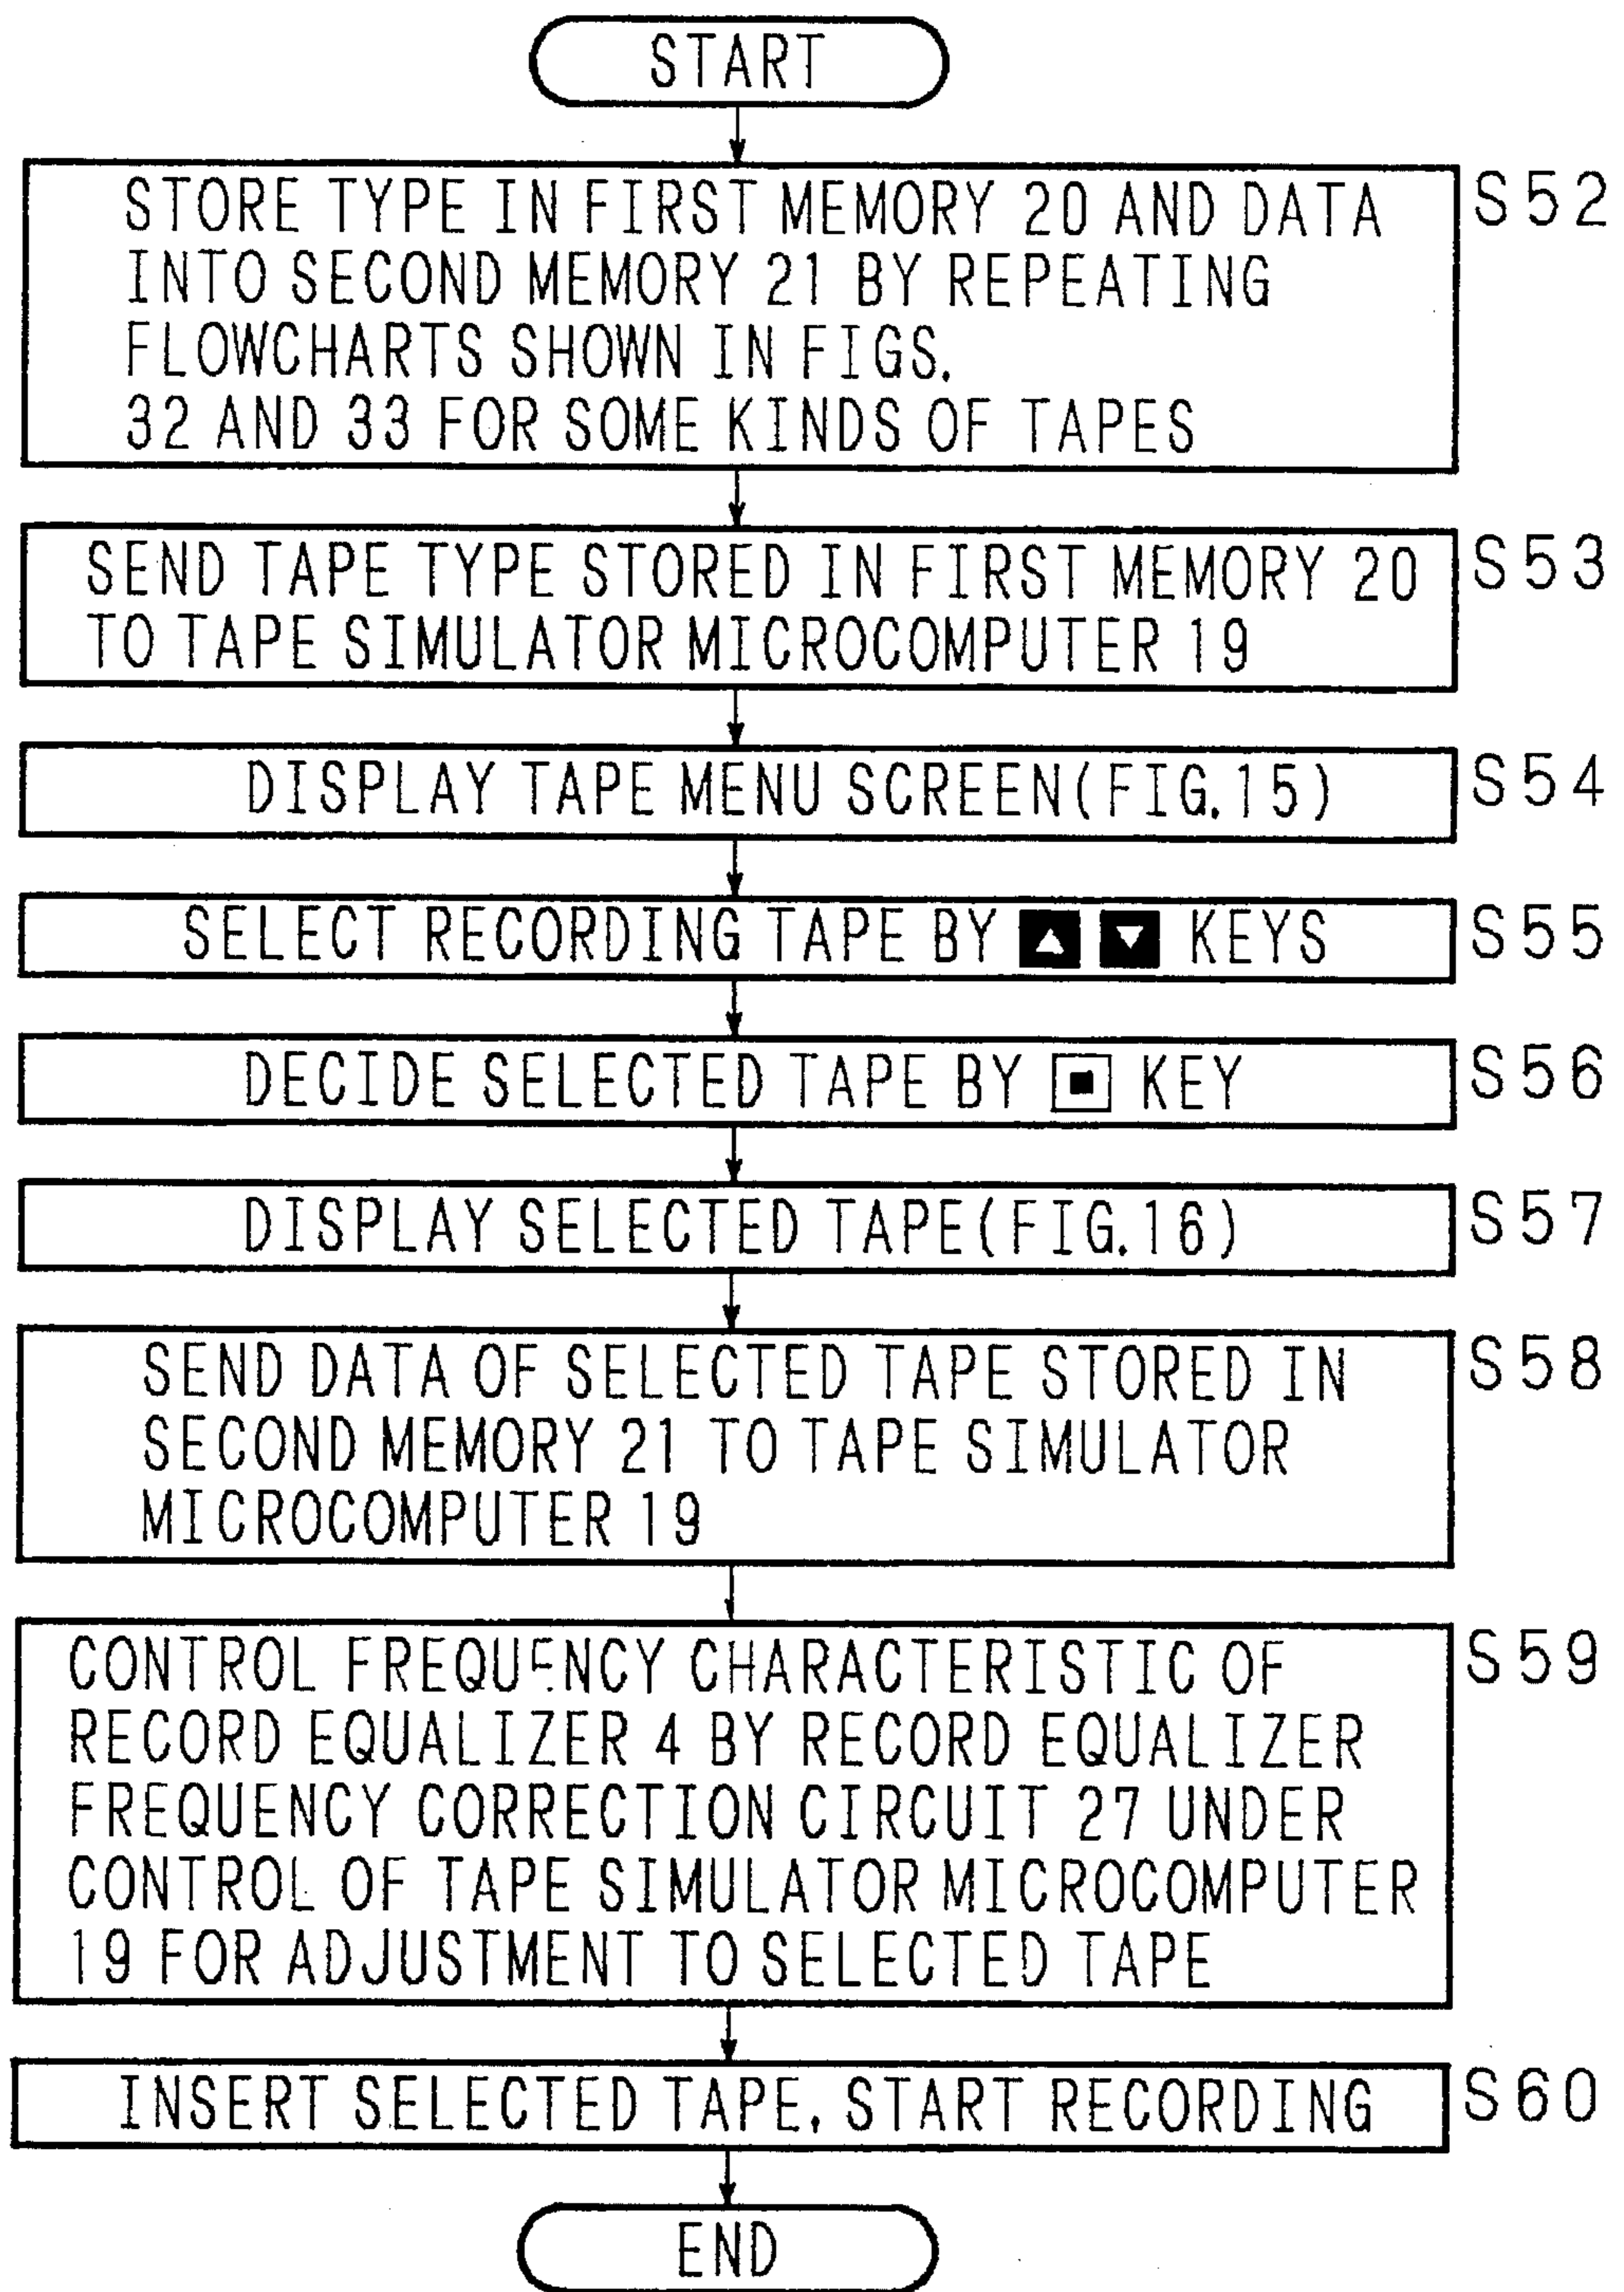 START
STORE TYPE IN FIRST MEMORY 20 AND DATA
INTO SECOND MEMORY 21 BY REPEATING
FLOWCHARTS SHOWN IN FIGS.
32 AND 33 FOR SOME KINDS OF TAPES
S52
SEND TAPE TYPE STORED IN FIRST MEMORY 20
TO TAPE SIMULATOR MICROCOMPUTER 19
S53
DISPLAY TAPE MENU SCREEN(FIG.15)
S54
SELECT RECORDING TAPE BY KEYS
S55
DECIDE SELECTED TAPE BY KEY
S56
DISPLAY SELECTED TAPE(FIG.16)
S57
SEND DATA OF SELECTED TAPE STORED IN
SECOND MEMORY 21 TO TAPE SIMULATOR
MICROCOMPUTER 19
S58
CONTROL FREQUENCY CHARACTERISTIC OF
RECORD EQUALIZER 4 BY RECORD EQUALIZER
FREQUENCY CORRECTION CIRCUIT 27 UNDER
CONTROL OF TAPE SIMULATOR MICROCOMPUTER
19 FOR ADJUSTMENT TO SELECTED TAPE
S59
INSERT SELECTED TAPE, START RECORDING
S60
END